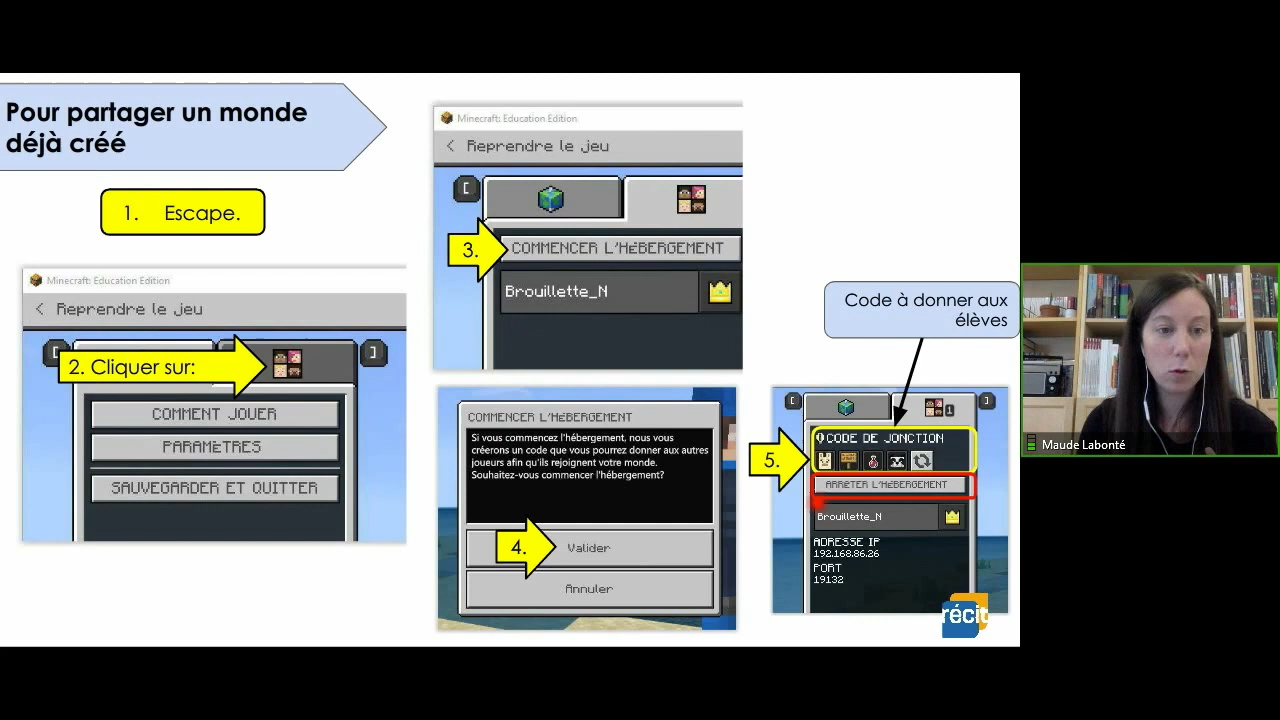 Pour partager un monde
déjà créé
1. Escape.
Minecraft: Education Edition
Reprendre le jeu
[
2. Cliquer sur:
]
COMMENT JOUER
PARAMÈTRES
SAUVEGARDER ET QUITTER
Minecraft: Education Edition
Reprendre le jeu
[
3.
COMMENCER L'HÉBERGEMENT
Brouillette_N
COMMENCER L'HÉBERGEMENT
Si vous commencez l'hébergement, nous vous
créerons un code que vous pourrez donner aux autres
joueurs afin qu'ils rejoignent votre monde.
Souhaitez-vous commencer l'hébergement?
4.
Valider
Annuler
Code à donner aux
élèves
[
1
]
5.
CODE DE JONCTION
ARRÊTER L'HÉBERGEMENT
Brouillette_N
ADRESSE IP
192.168.86.26
PORT
19132
récit
Maude Labonté